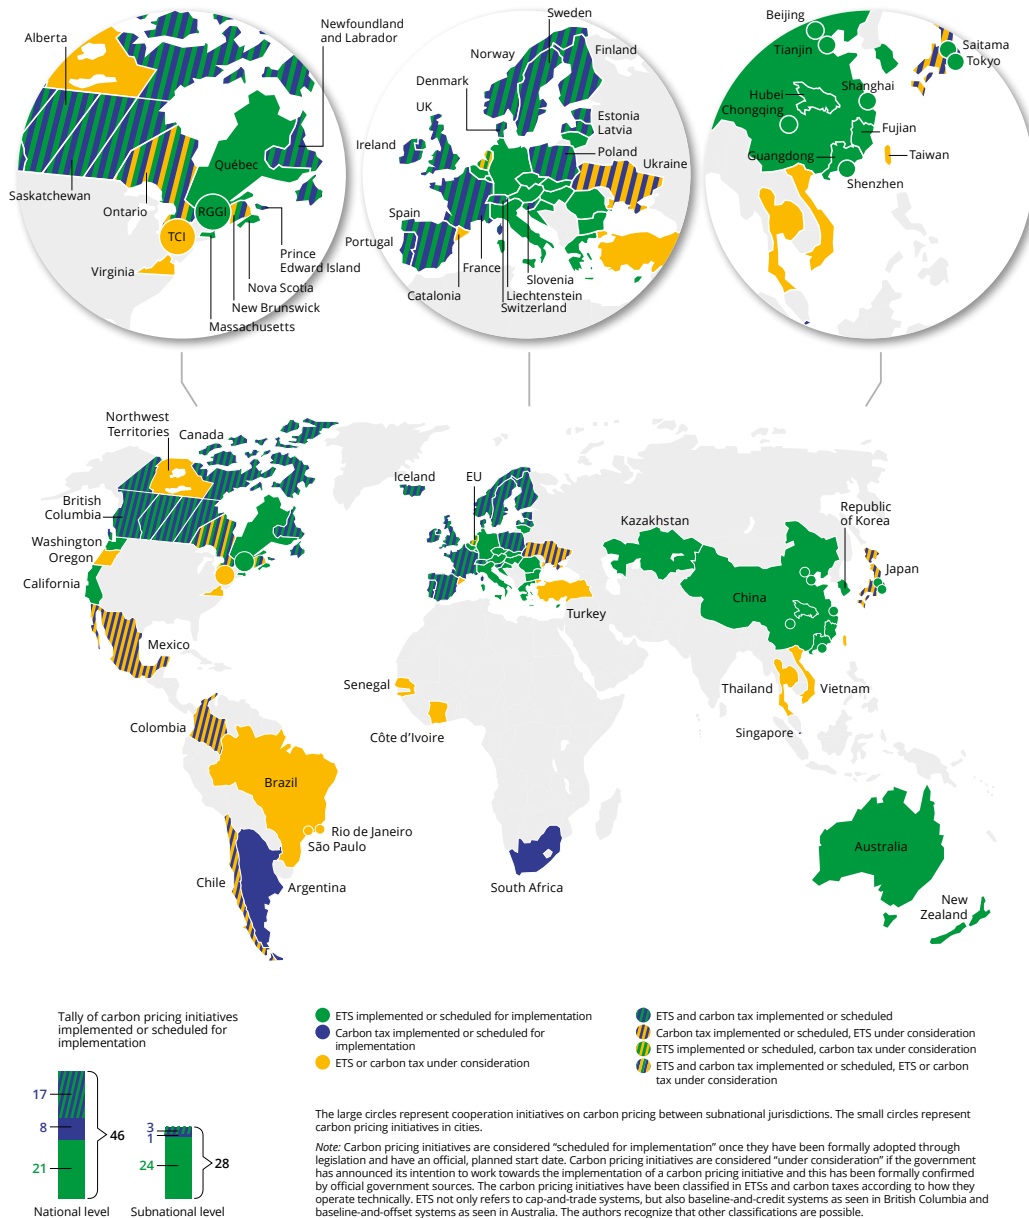 Alberta
Newfoundland
and Labrador
Québec
Saskatchewan
Ontario
RGGI
TCI
Virginia
Prince
Edward Island
Nova Scotia
New Brunswick
Massachusetts
Sweden
Norway
Finland
Denmark
UK
Estonia
Latvia
Ireland
Poland
Ukraine
Spain
Portugal
France
Slovenia
Catalonia
Liechtenstein
Switzerland
Beijing
Tianjin
Saitama
Tokyo
Shanghai
Hubei
Chongqing
Fujian
Guangdong
Taiwan
Shenzhen
Northwest
Territories
Canada
British
Columbia
Washington
Oregon
California
Mexico
Iceland
EU
Kazakhstan
Republic
of Korea
Japan
China
Turkey
Senegal
Côte d’Ivoire
Thailand
Vietnam
Singapore
Colombia
Brazil
Rio de Janeiro
São Paulo
Chile
Argentina
South Africa
Australia
New
Zealand
Tally of carbon pricing initiatives
implemented or scheduled for
implementation
17
8
21
46
National level
3
1
24
28
Subnational level
ETS implemented or scheduled for implementation
Carbon tax implemented or scheduled for
implementation
ETS or carbon tax under consideration
ETS and carbon tax implemented or scheduled
Carbon tax implemented or scheduled, ETS under consideration
ETS implemented or scheduled, carbon tax under consideration
ETS and carbon tax implemented or scheduled, ETS or carbon
tax under consideration
The large circles represent cooperation initiatives on carbon pricing between subnational jurisdictions. The small circles represent
carbon pricing initiatives in cities.
Note: Carbon pricing initiatives are considered “scheduled for implementation” once they have been formally adopted through
legislation and have an official, planned start date. Carbon pricing initiatives are considered “under consideration” if the government
has announced its intention to work towards the implementation of a carbon pricing initiative and this has been formally confirmed
by official government sources. The carbon pricing initiatives have been classified in ETSs and carbon taxes according to how they
operate technically. ETS not only refers to cap-and-trade systems, but also baseline-and-credit systems as seen in British Columbia and
baseline-and-offset systems as seen in Australia. The authors recognize that other classifications are possible.